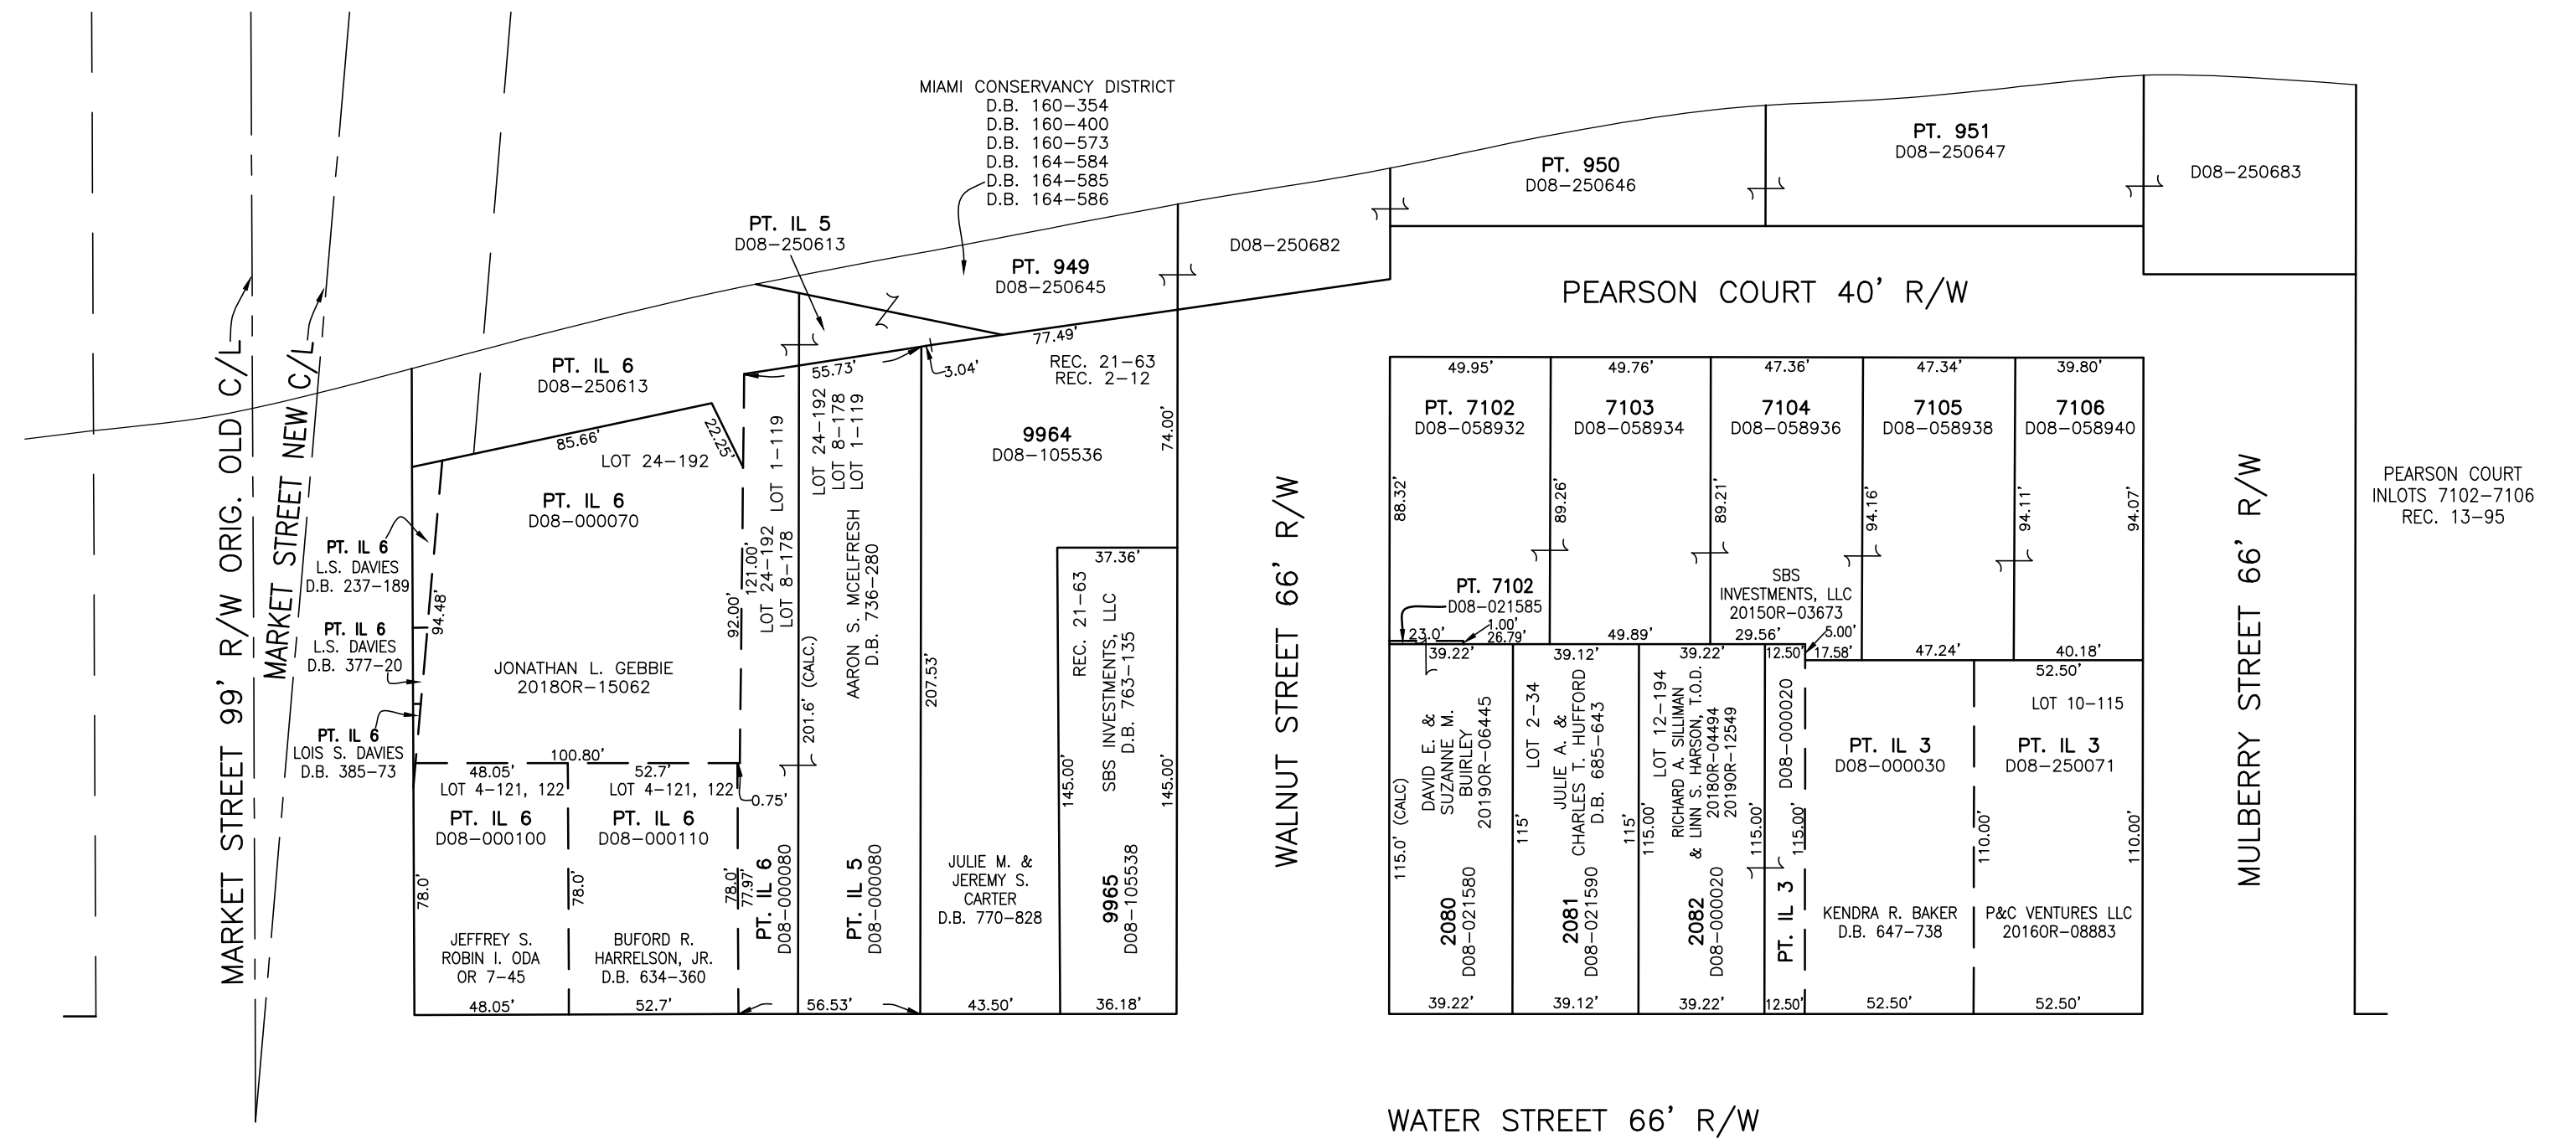 MIAMI CONSERVANCY DISTRICT
D.B. 160-354
D.B. 160-400
D.B. 160-573
D.B. 164-584
D.B. 164-585
D.B. 164-586
PT. IL 5
D08-250613
PT. 949
D08-250645
D08-250682
PT. 950
D08-250646
PT. 951
D08-250647
D08-250683
PEARSON COURT 40' R/W
MARKET STREET 99' R/W ORIG. OLD C/L
MARKET STREET NEW C/L
PT. IL 6
D08-250613
85.66'
22.25'
LOT 24-192
PT. IL 6
D08-000070
PT. IL 6
L.S. DAVIES
D.B. 237-189
94.48'
PT. IL 6
L.S. DAVIES
D.B. 377-20
PT. IL 6
LOIS S. DAVIES
D.B. 385-73
JONATHAN L. GEBBIE
2018OR-15062
100.80'
48.05'
52.7'
LOT 4-121, 122
LOT 4-121, 122
0.75'
PT. IL 6
D08-000100
PT. IL 6
D08-000110
78.0'
78.0'
78.0'
77.97'
JEFFREY S.
ROBIN I. ODA
OR 7-45
BUFORD R.
HARRELSON, JR.
D.B. 634-360
48.05'
52.7'
55.73'
3.04'
77.49'
92.00'
121.00'
LOT 1-119
LOT 24-192
LOT 8-178
LOT 24-192
LOT 8-178
LOT 1-119
201.6' (CALC.)
AARON S. MCELFRESH
D.B. 736-280
PT. IL 6
D08-000080
PT. IL 5
D08-000080
56.53'
207.53'
REC. 21-63
REC. 2-12
9964
D08-105536
74.00'
37.36'
REC. 21-63
SBS INVESTMENTS, LLC
D.B. 763-135
145.00'
145.00'
JULIE M. &
JEREMY S.
CARTER
D.B. 770-828
9965
D08-105538
43.50'
36.18'
WALNUT STREET 66' R/W
49.95'
49.76'
47.36'
47.34'
39.80'
PT. 7102
D08-058932
7103
D08-058934
7104
D08-058936
7105
D08-058938
7106
D08-058940
88.32'
89.26'
89.21'
94.16'
94.11'
94.07'
PT. 7102
D08-021585
SBS
INVESTMENTS, LLC
2015OR-03673
23.0'
1.00'
26.79'
49.89'
29.56'
5.00'
39.22'
39.12'
39.22'
12.50'
17.58'
47.24'
40.18'
52.50'
115.0' (CALC)
DAVID E. &
SUZANNE M.
BUIRLEY
2019OR-06445
2080
D08-021580
115'
LOT 2-34
JULIE A. &
CHARLES T. HUFFORD
D.B. 685-643
115'
2081
D08-021590
115.00'
LOT 12-194
RICHARD A. SILLIMAN
& LINN S. HARSON, T.O.D.
2018OR-04494
2019OR-12549
115.00'
2082
D08-000020
D08-000020
115.00'
PT. IL 3
LOT 10-115
PT. IL 3
D08-000030
PT. IL 3
D08-250071
110.00'
110.00'
KENDRA R. BAKER
D.B. 647-738
P&C VENTURES LLC
2016OR-08883
39.22'
39.12'
39.22'
12.50'
52.50'
52.50'
MULBERRY STREET 66' R/W
PEARSON COURT
INLOTS 7102-7106
REC. 13-95
WATER STREET 66' R/W